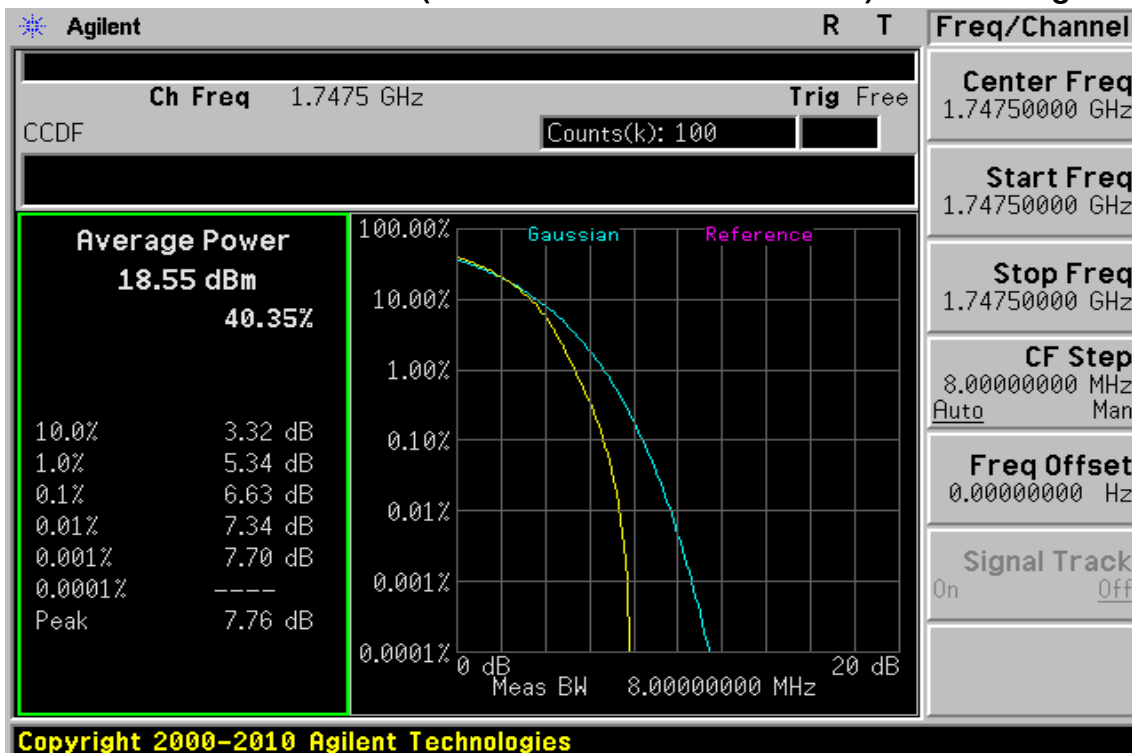 Agilent R T
Ch Freq 1.7475 GHz Trig Free
CCDF Counts(k): 100
Average Power
18.55 dBm
40.35%
10.0% 3.32 dB
1.0% 5.34 dB
0.1% 6.63 dB
0.01% 7.34 dB
0.001% 7.70 dB
0.0001% ----
Peak 7.76 dB
Gaussian Reference
100.00%
10.00%
1.00%
0.10%
0.01%
0.001%
0.0001%
0 dB 20 dB
Meas BW 8.00000000 MHz
Freq/Channel
Center Freq
1.74750000 GHz
Start Freq
1.74750000 GHz
Stop Freq
1.74750000 GHz
CF Step
8.00000000 MHz
Auto Man
Freq Offset
0.00000000 Hz
Signal Track
On Off
Copyright 2000-2010 Agilent Technologies